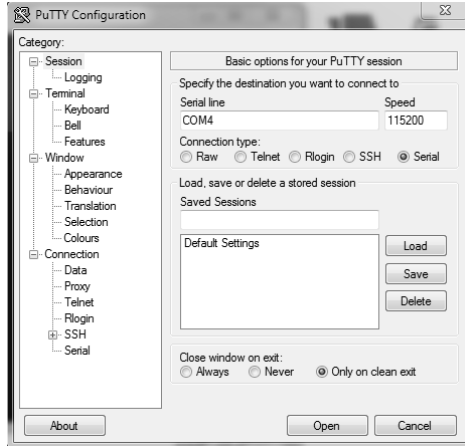 PuTTY Configuration
Category:
Session
Logging
Terminal
Keyboard
Bell
Features
Window
Appearance
Behaviour
Translation
Selection
Colours
Connection
Data
Proxy
Telnet
Rlogin
SSH
Serial
Basic options for your PuTTY session
Specify the destination you want to connect to
Serial line Speed
COM4 115200
Connection type:
Raw Telnet Rlogin SSH Serial
Load, save or delete a stored session
Saved Sessions
Default Settings
Load
Save
Delete
Close window on exit:
Always Never Only on clean exit
About Open Cancel